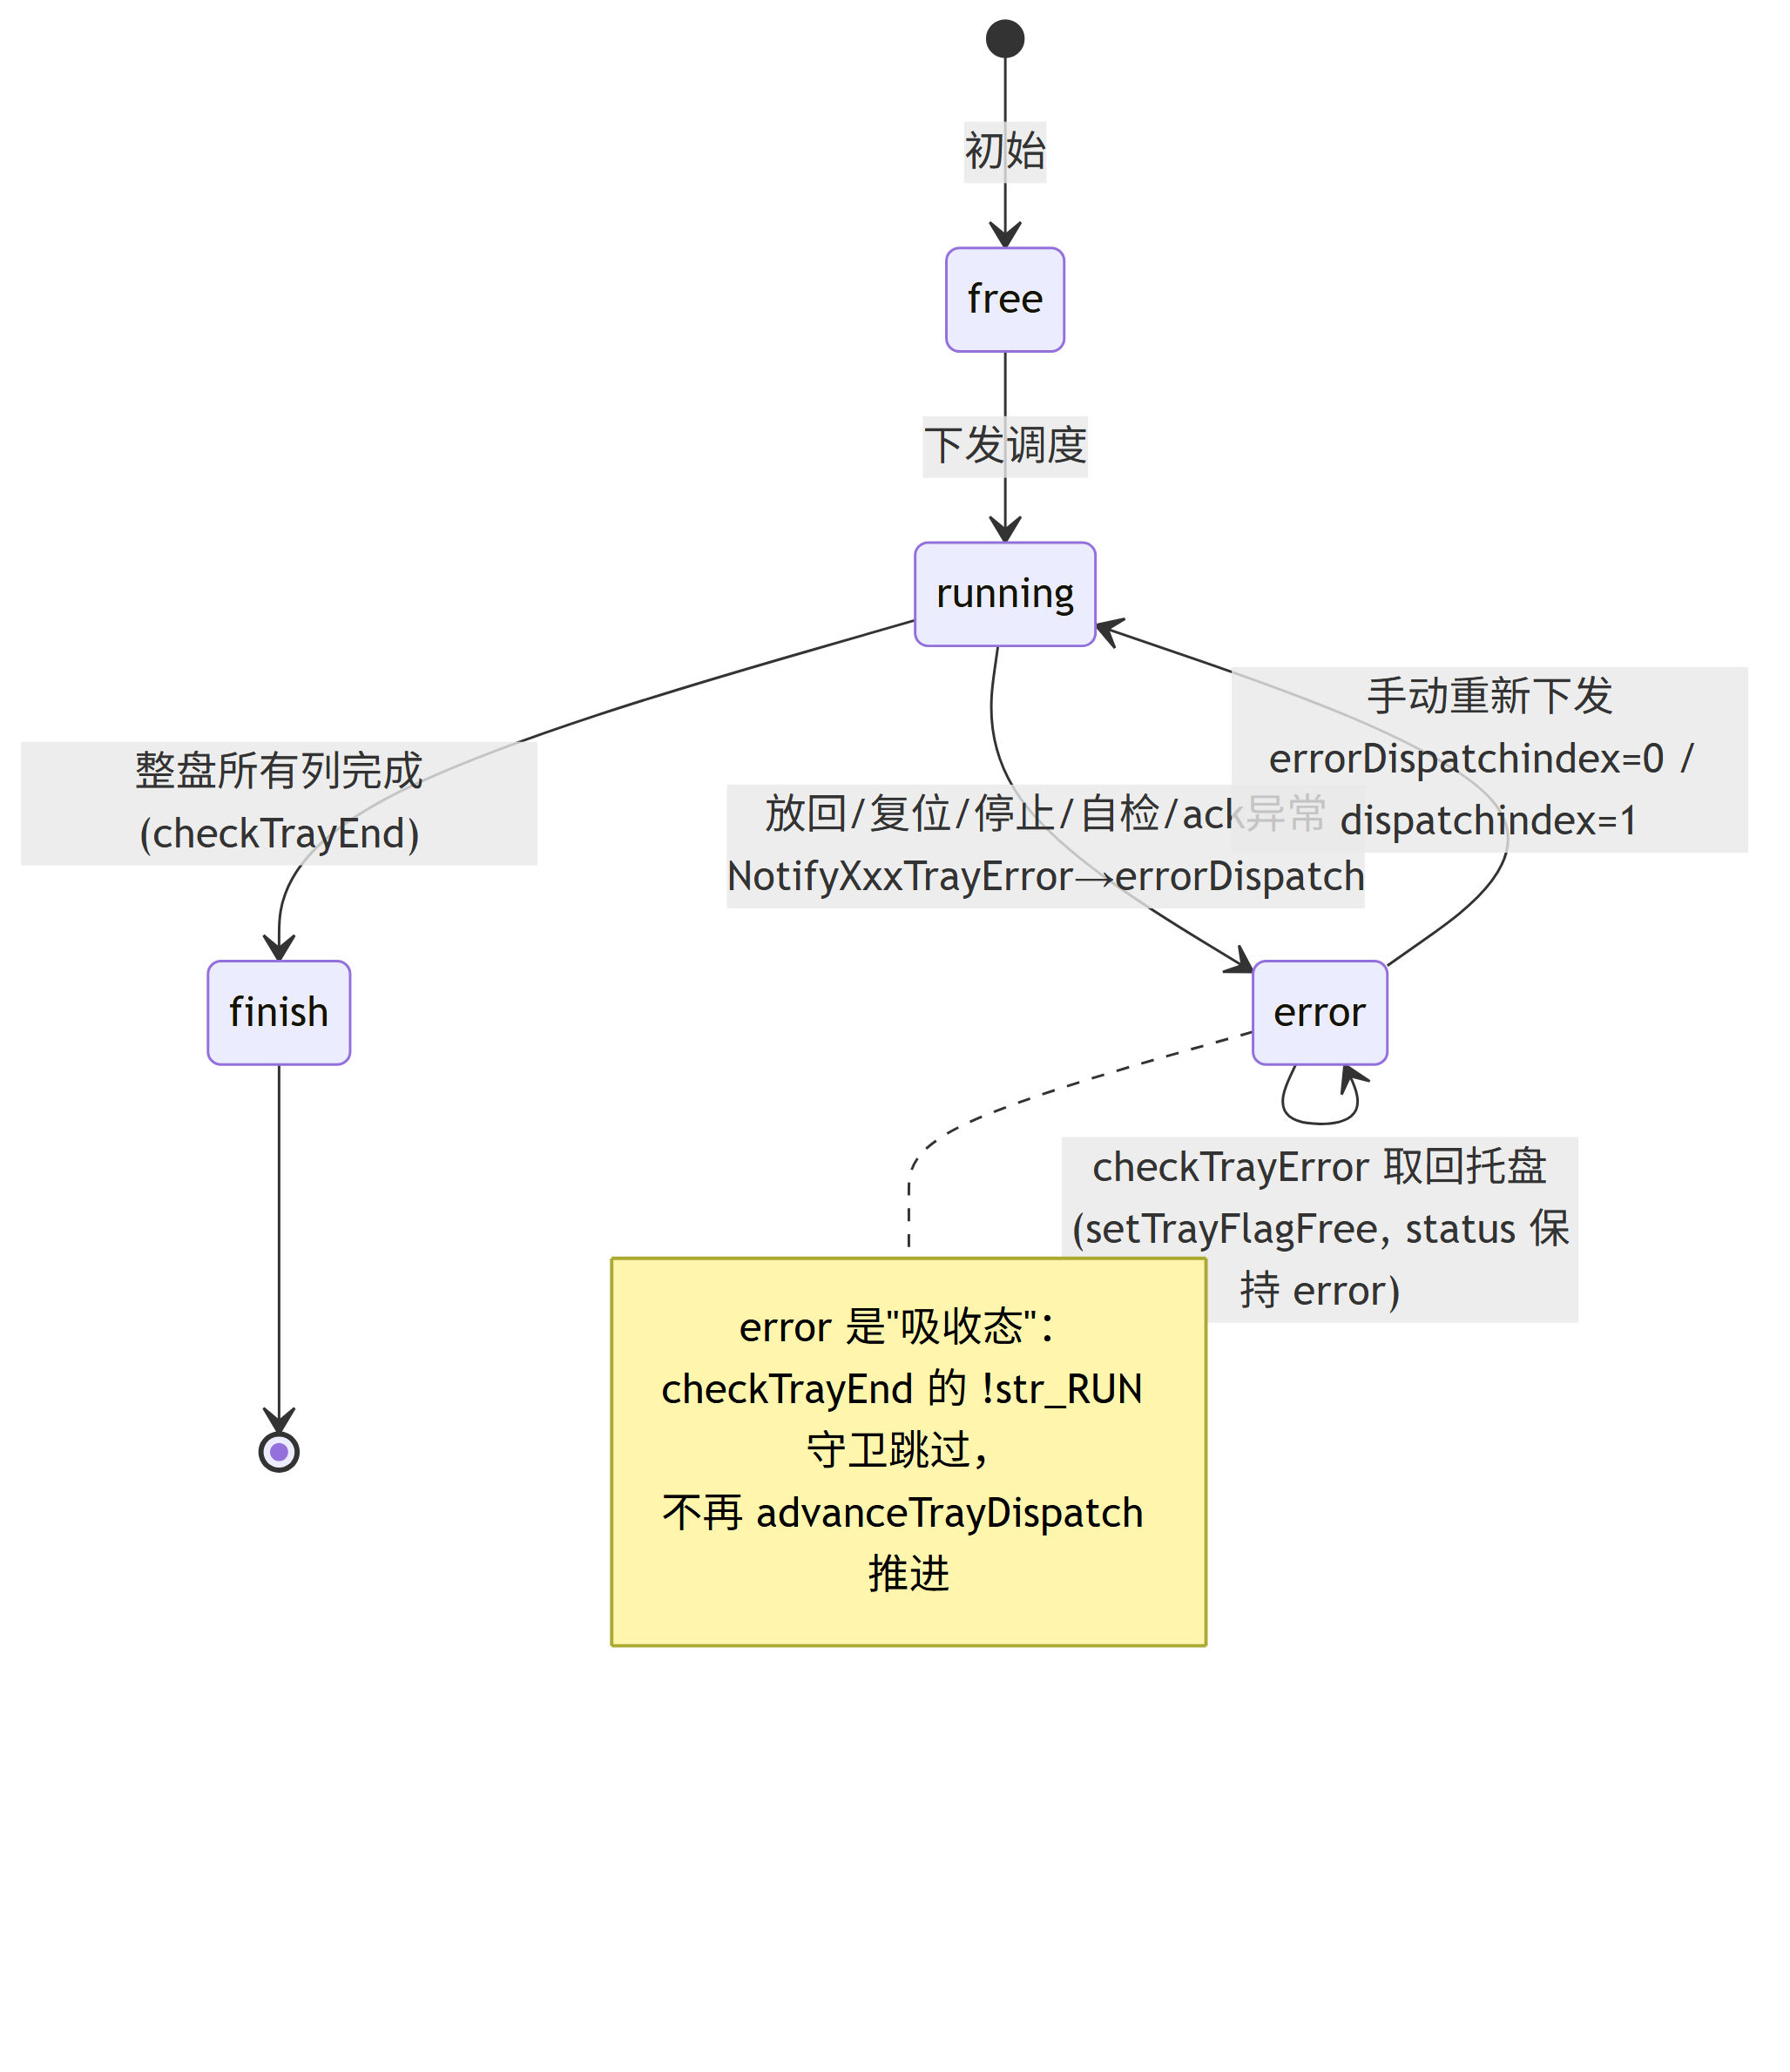 初始
free
下发调度
running
手动重新下发
errorDispatchindex=0 /
dispatchindex=1
整盘所有列完成
(checkTrayEnd)
放回/复位/停止/自检/ack异常
NotifyXxxTrayError→errorDispatch
finish
error
checkTrayError 取回托盘
(setTrayFlagFree, status 保
持 error)
error 是"吸收态"：
checkTrayEnd 的 !str_RUN
守卫跳过，
不再 advanceTrayDispatch
推进